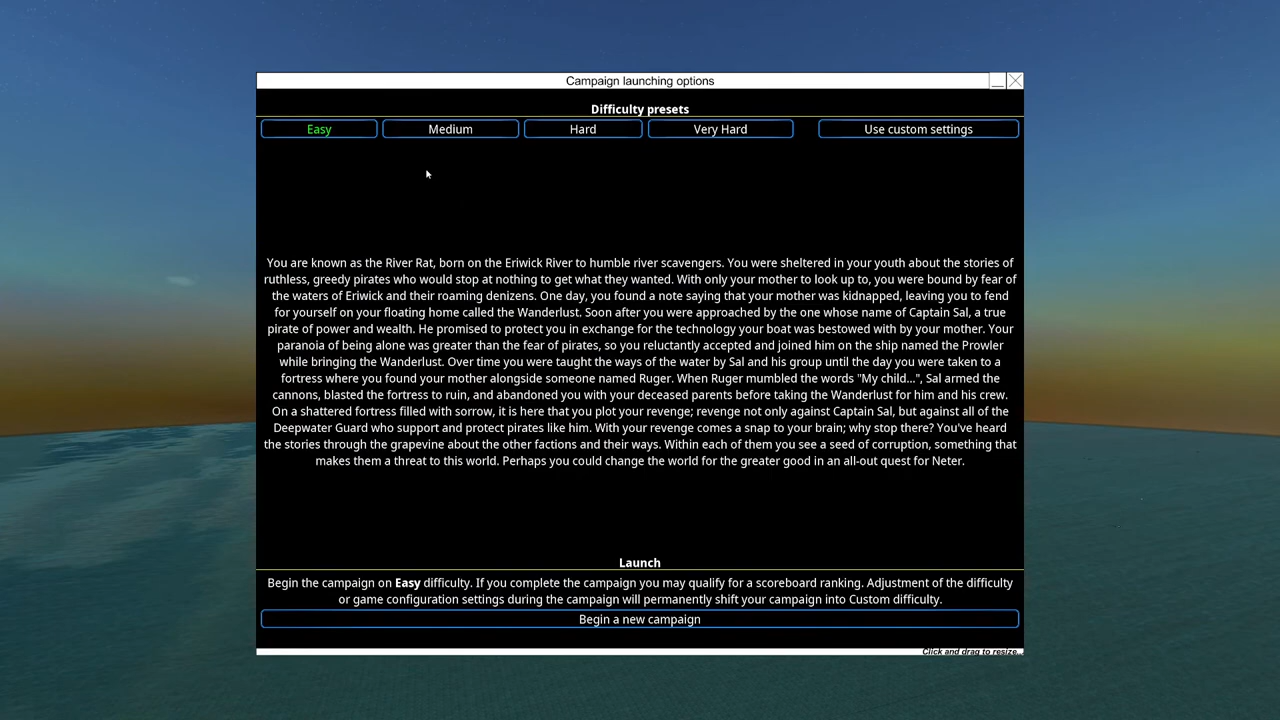 Campaign launching options
Difficulty presets
Easy
Medium
Hard
Very Hard
Use custom settings
You are known as the River Rat, born on the Eriwick River to humble river scavengers. You were sheltered in your youth about the stories of
ruthless, greedy pirates who would stop at nothing to get what they wanted. With only your mother to look up to, you were bound by fear of
the waters of Eriwick and their roaming denizens. One day, you found a note saying that your mother was kidnapped, leaving you to fend
for yourself on your floating home called the Wanderlust. Soon after you were approached by the one whose name of Captain Sal, a true
pirate of power and wealth. He promised to protect you in exchange for the technology your boat was bestowed with by your mother. Your
paranoia of being alone was greater than the fear of pirates, so you reluctantly accepted and joined him on the ship named the Prowler
while bringing the Wanderlust. Over time you were taught the ways of the water by Sal and his group until the day you were taken to a
fortress where you found your mother alongside someone named Ruger. When Ruger mumbled the words "My child...", Sal armed the
cannons, blasted the fortress to ruin, and abandoned you with your deceased parents before taking the Wanderlust for him and his crew.
On a shattered fortress filled with sorrow, it is here that you plot your revenge; revenge not only against Captain Sal, but against all of the
Deepwater Guard who support and protect pirates like him. With your revenge comes a snap to your brain; why stop there? You've heard
the stories through the grapevine about the other factions and their ways. Within each of them you see a seed of corruption, something that
makes them a threat to this world. Perhaps you could change the world for the greater good in an all-out quest for Neter.
Launch
Begin the campaign on Easy difficulty. If you complete the campaign you may qualify for a scoreboard ranking. Adjustment of the difficulty
or game configuration settings during the campaign will permanently shift your campaign into Custom difficulty.
Begin a new campaign
Click and drag to resize...